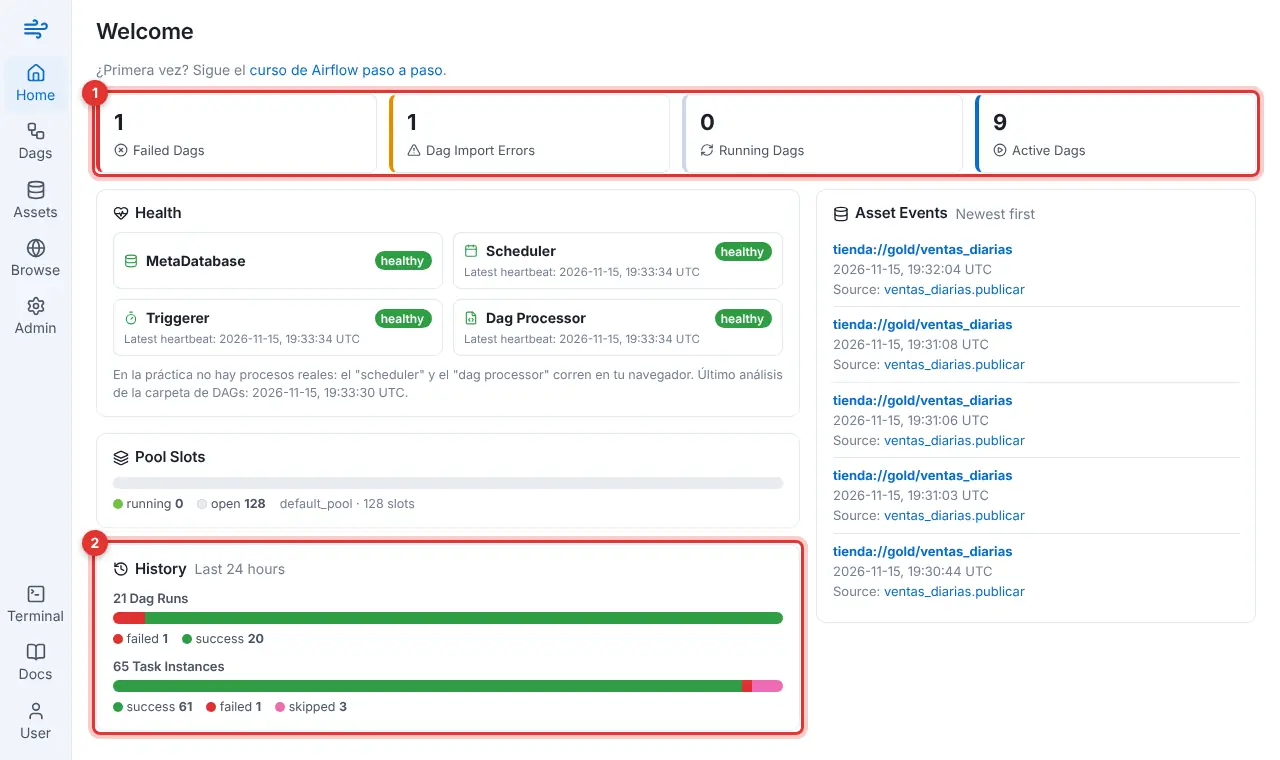 Welcome
¿Primera vez? Sigue el curso de Airflow paso a paso.
1
1
Failed Dags
1
Dag Import Errors
0
Running Dags
9
Active Dags
Home
Dags
Assets
Browse
Admin
Terminal
Docs
User
Health
MetaDatabase
healthy
Scheduler
healthy
Latest heartbeat: 2026-11-15, 19:33:34 UTC
Triggerer
healthy
Latest heartbeat: 2026-11-15, 19:33:34 UTC
Dag Processor
healthy
Latest heartbeat: 2026-11-15, 19:33:34 UTC
En la práctica no hay procesos reales: el "scheduler" y el "dag processor" corren en tu navegador. Último análisis
de la carpeta de DAGs: 2026-11-15, 19:33:30 UTC.
Pool Slots
running 0 open 128 default_pool · 128 slots
2
History Last 24 hours
21 Dag Runs
failed 1 success 20
65 Task Instances
success 61 failed 1 skipped 3
Asset Events Newest first
tienda://gold/ventas_diarias
2026-11-15, 19:32:04 UTC
Source: ventas_diarias.publicar
tienda://gold/ventas_diarias
2026-11-15, 19:31:08 UTC
Source: ventas_diarias.publicar
tienda://gold/ventas_diarias
2026-11-15, 19:31:06 UTC
Source: ventas_diarias.publicar
tienda://gold/ventas_diarias
2026-11-15, 19:31:03 UTC
Source: ventas_diarias.publicar
tienda://gold/ventas_diarias
2026-11-15, 19:30:44 UTC
Source: ventas_diarias.publicar